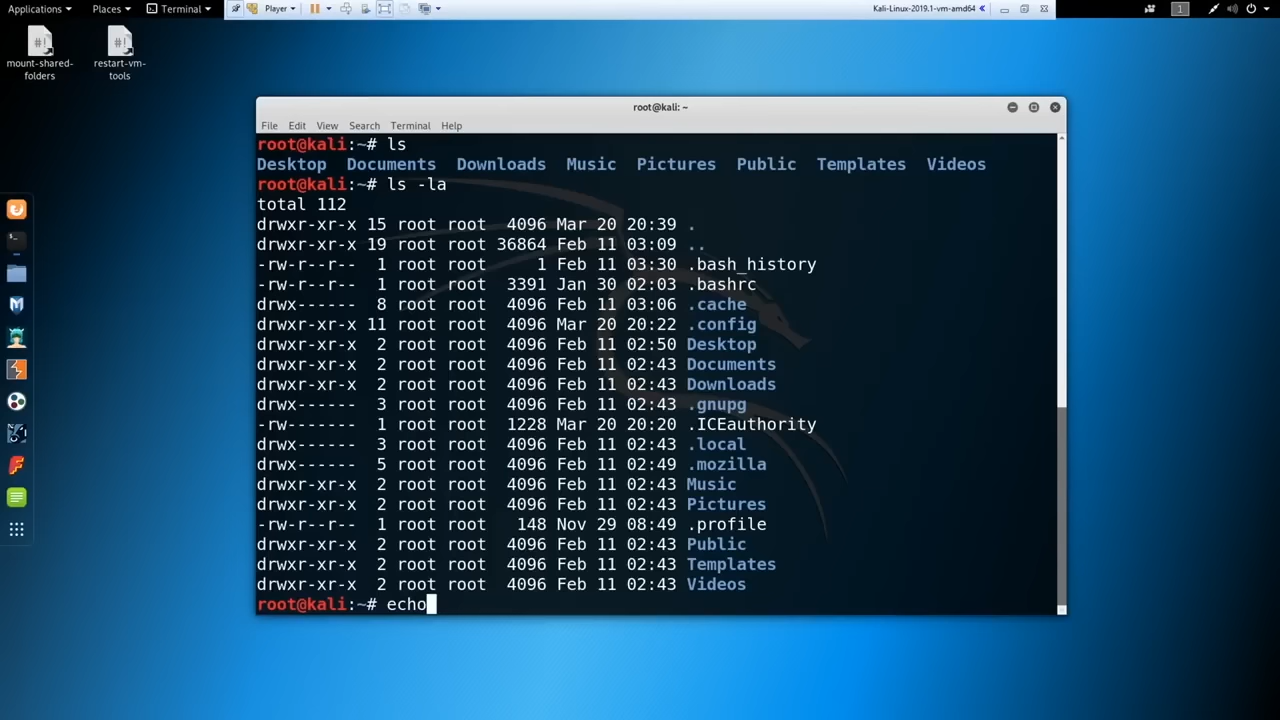 Applications Places Terminal Player Kali-Linux-2019.1-vm-amd64 1
mount-shared-folders
restart-vm-tools
root@kali: ~
File Edit View Search Terminal Help
root@kali:~# ls
Desktop Documents Downloads Music Pictures Public Templates Videos
root@kali:~# ls -la
total 112
drwxr-xr-x 15 root root 4096 Mar 20 20:39 .
drwxr-xr-x 19 root root 36864 Feb 11 03:09 ..
-rw-r--r-- 1 root root 1 Feb 11 03:30 .bash_history
-rw-r--r-- 1 root root 3391 Jan 30 02:03 .bashrc
drwx------ 8 root root 4096 Feb 11 03:06 .cache
drwxr-xr-x 11 root root 4096 Mar 20 20:22 .config
drwxr-xr-x 2 root root 4096 Feb 11 02:50 Desktop
drwxr-xr-x 2 root root 4096 Feb 11 02:43 Documents
drwxr-xr-x 2 root root 4096 Feb 11 02:43 Downloads
drwx------ 3 root root 4096 Feb 11 02:43 .gnupg
-rw------- 1 root root 1228 Mar 20 20:20 .ICEauthority
drwx------ 3 root root 4096 Feb 11 02:43 .local
drwx------ 5 root root 4096 Feb 11 02:49 .mozilla
drwxr-xr-x 2 root root 4096 Feb 11 02:43 Music
drwxr-xr-x 2 root root 4096 Feb 11 02:43 Pictures
-rw-r--r-- 1 root root 148 Nov 29 08:49 .profile
drwxr-xr-x 2 root root 4096 Feb 11 02:43 Public
drwxr-xr-x 2 root root 4096 Feb 11 02:43 Templates
drwxr-xr-x 2 root root 4096 Feb 11 02:43 Videos
root@kali:~# echo